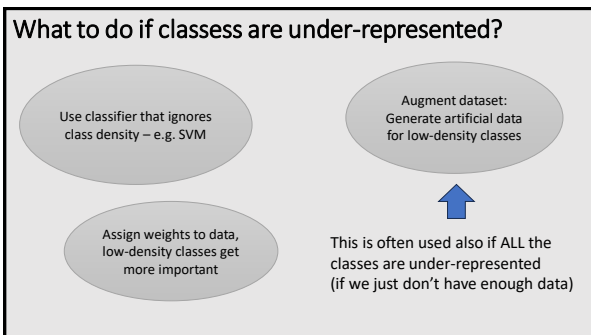 What to do if classess are under-represented?
Use classifier that ignores
class density – e.g. SVM
Augment dataset:
Generate artificial data
for low-density classes
Assign weights to data,
low-density classes get
more important
This is often used also if ALL the
classes are under-represented
(if we just don't have enough data)